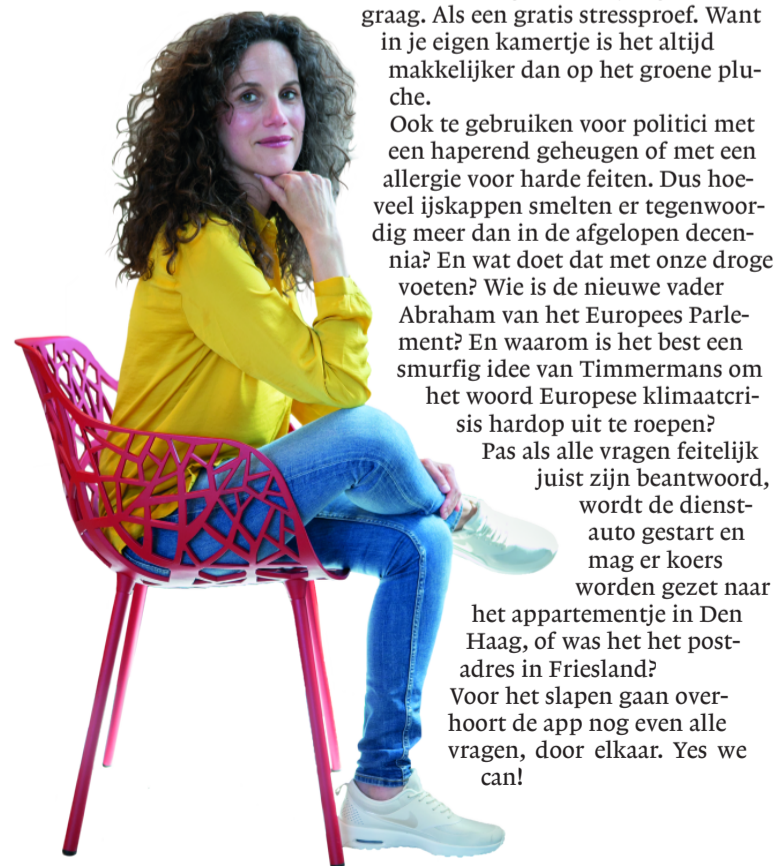 graag. Als een gratis stressproef. Want
in je eigen kamertje is het altijd
makkelijker dan op het groene plu-
che.
Ook te gebruiken voor politici met
een haperend geheugen of met een
allergie voor harde feiten. Dus hoe-
veel ijskappen smelten er tegenwoor-
dig meer dan in de afgelopen decen-
nia? En wat doet dat met onze droge
voeten? Wie is de nieuwe vader
Abraham van het Europees Parle-
ment? En waarom is het best een
smurfig idee van Timmermans om
het woord Europese klimaatcri-
sis hardop uit te roepen?
Pas als alle vragen feitelijk
juist zijn beantwoord,
wordt de dienst-
auto gestart en
mag er koers
worden gezet naar
het appartementje in Den
Haag, of was het het post-
adres in Friesland?
Voor het slapen gaan over-
hoort de app nog even alle
vragen, door elkaar. Yes we
can!